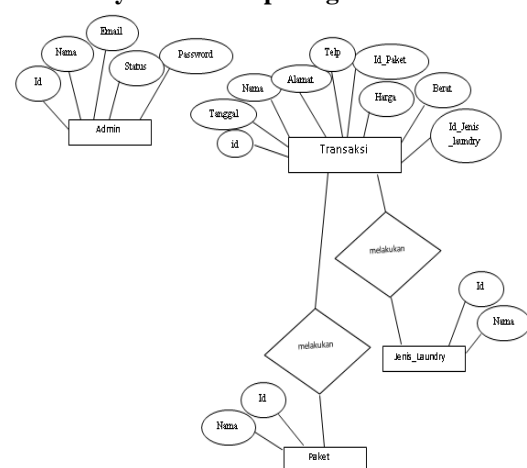 Email
Nama
Status
Password
Id
Admin
Telp
Id_Paket
Alamat
Nama
Harga
Berat
Tanggal
id
Id_Jenis
_laundry
Transaksi
melakukan
Id
Nama
Jenis_Laundry
melakukan
Id
Nama
Paket